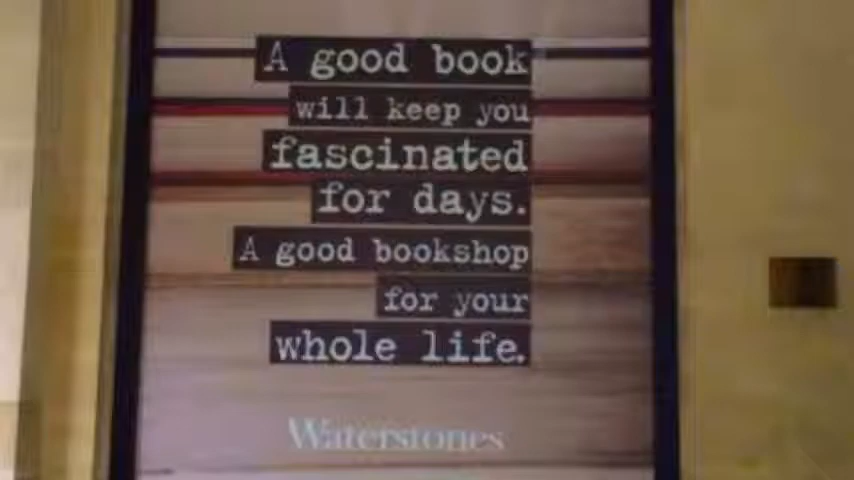 A good book
will keep you
fascinated
for days.
A good bookshop
for your
whole life.
Waterstones